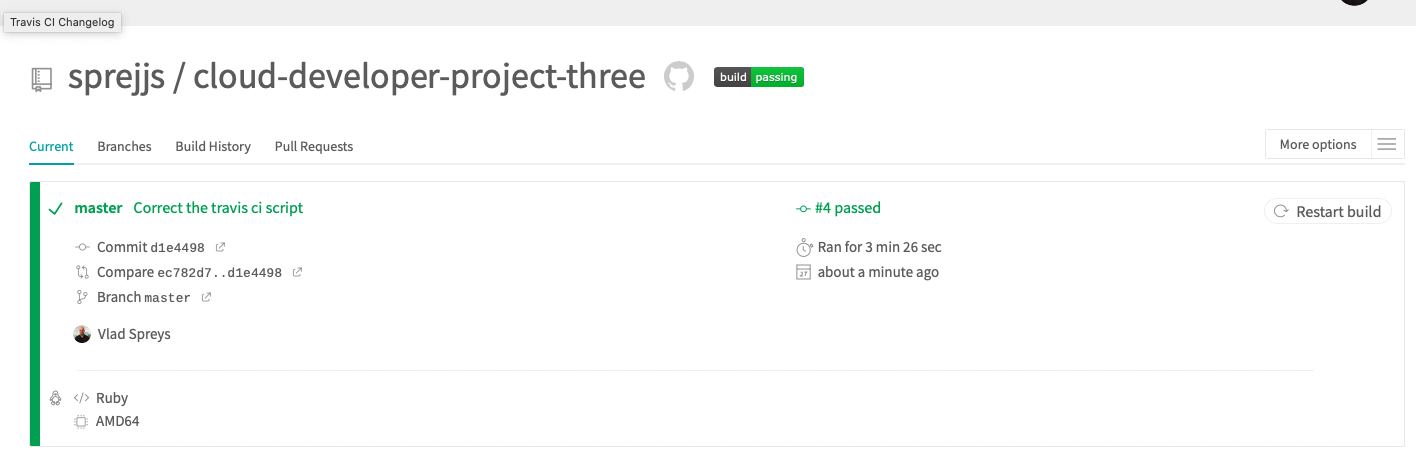 Travis CI Changelog
sprejjs / cloud-developer-project-three build passing
Current Branches Build History Pull Requests More options
master Correct the travis ci script #4 passed Restart build
Commit d1e4498 Ran for 3 min 26 sec
Compare ec782d7..d1e4498 about a minute ago
Branch master
Vlad Spreys
Ruby
AMD64